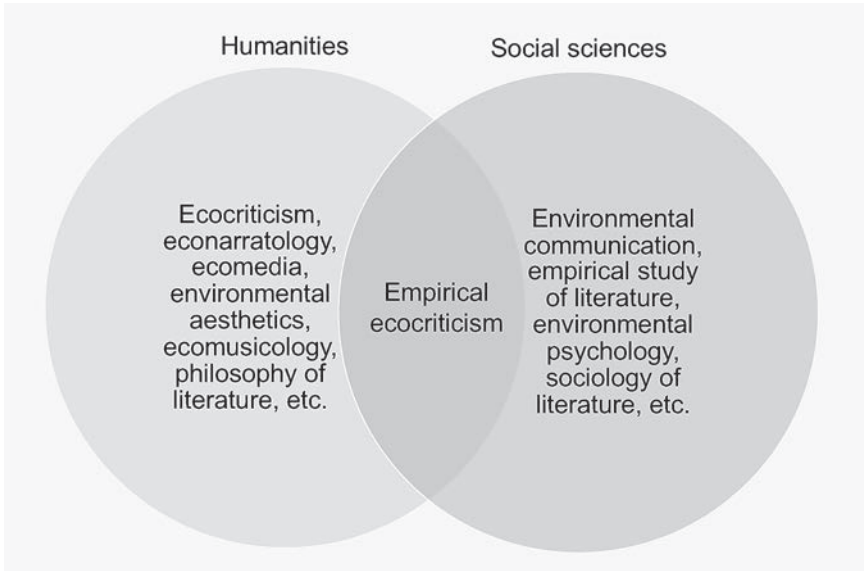 Humanities
Social sciences
Ecocriticism,
econarratology,
ecomedia,
environmental
aesthetics,
ecomusicology,
philosophy of
literature, etc.
Empirical
ecocriticism
Environmental
communication,
empirical study
of literature,
environmental
psychology,
sociology of
literature, etc.